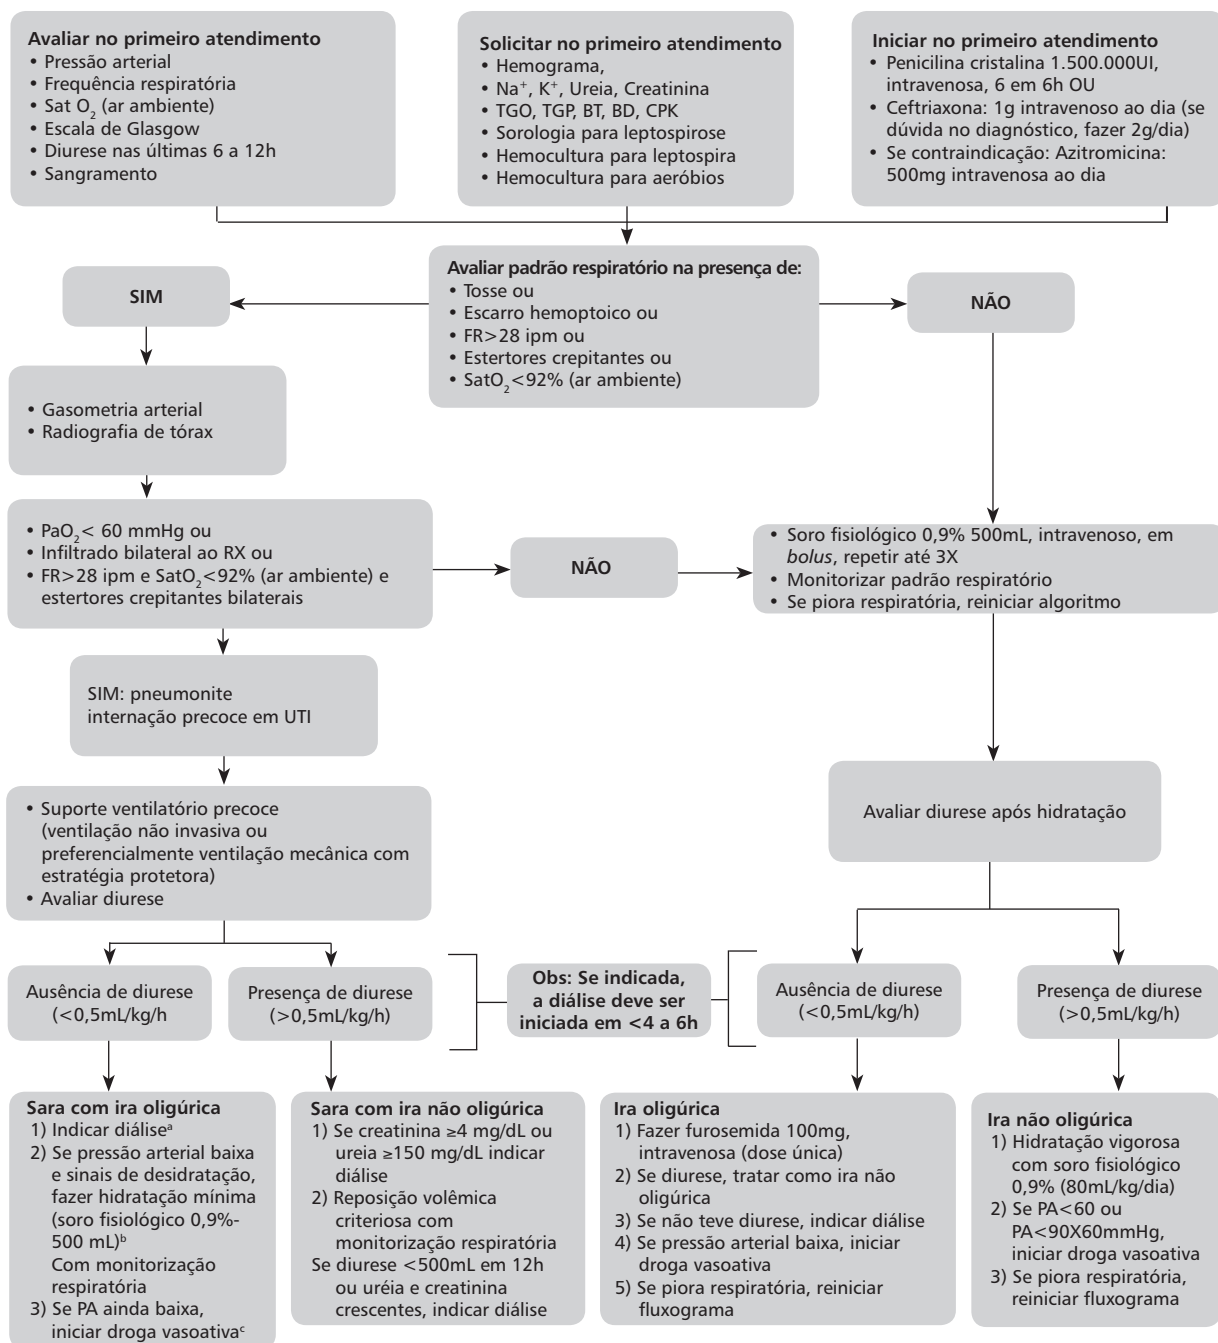 Avaliar no primeiro atendimento
• Pressão arterial
• Frequência respiratória
• Sat O₂ (ar ambiente)
• Escala de Glasgow
• Diurese nas últimas 6 a 12h
• Sangramento
Solicitar no primeiro atendimento
• Hemograma,
• Na⁺, K⁺, Ureia, Creatinina
• TGO, TGP, BT, BD, CPK
• Sorologia para leptospirose
• Hemocultura para leptospira
• Hemocultura para aeróbios
Iniciar no primeiro atendimento
• Penicilina cristalina 1.500.000UI,
intravenosa, 6 em 6h OU
• Ceftriaxona: 1g intravenoso ao dia (se
dúvida no diagnóstico, fazer 2g/dia)
• Se contraindicação: Azitromicina:
500mg intravenosa ao dia
Avaliar padrão respiratório na presença de:
• Tosse ou
• Escarro hemoptoico ou
• FR>28 ipm ou
• Estertores crepitantes ou
• SatO₂<92% (ar ambiente)
SIM
NÃO
• Gasometria arterial
• Radiografia de tórax
• PaO₂< 60 mmHg ou
• Infiltrado bilateral ao RX ou
• FR>28 ipm e SatO₂<92% (ar ambiente) e
estertores crepitantes bilaterais
NÃO
• Soro fisiológico 0,9% 500mL, intravenoso, em
bolus, repetir até 3X
• Monitorizar padrão respiratório
• Se piora respiratória, reiniciar algoritmo
SIM: pneumonite
internação precoce em UTI
• Suporte ventilatório precoce
(ventilação não invasiva ou
preferencialmente ventilação mecânica com
estratégia protetora)
• Avaliar diurese
Avaliar diurese após hidratação
Ausência de diurese
(<0,5mL/kg/h
Presença de diurese
(>0,5mL/kg/h)
Obs: Se indicada,
a diálise deve ser
iniciada em <4 a 6h
Ausência de diurese
(<0,5mL/kg/h)
Presença de diurese
(>0,5mL/kg/h)
Sara com ira oligúrica
1) Indicar diáliseᵃ
2) Se pressão arterial baixa
e sinais de desidratação,
fazer hidratação mínima
(soro fisiológico 0,9%-
500 mL)ᵇ
Com monitorização
respiratória
3) Se PA ainda baixa,
iniciar droga vasoativaᶜ
Sara com ira não oligúrica
1) Se creatinina ≥4 mg/dL ou
ureia ≥150 mg/dL indicar
diálise
2) Reposição volêmica
criteriosa com
monitorização respiratória
Se diurese <500mL em 12h
ou uréia e creatinina
crescentes, indicar diálise
Ira oligúrica
1) Fazer furosemida 100mg,
intravenosa (dose única)
2) Se diurese, tratar como ira não
oligúrica
3) Se não teve diurese, indicar diálise
4) Se pressão arterial baixa, iniciar
droga vasoativa
5) Se piora respiratória, reiniciar
fluxograma
Ira não oligúrica
1) Hidratação vigorosa
com soro fisiológico
0,9% (80mL/kg/dia)
2) Se PA<60 ou
PA<90X60mmHg,
iniciar droga vasoativa
3) Se piora respiratória,
reiniciar fluxograma